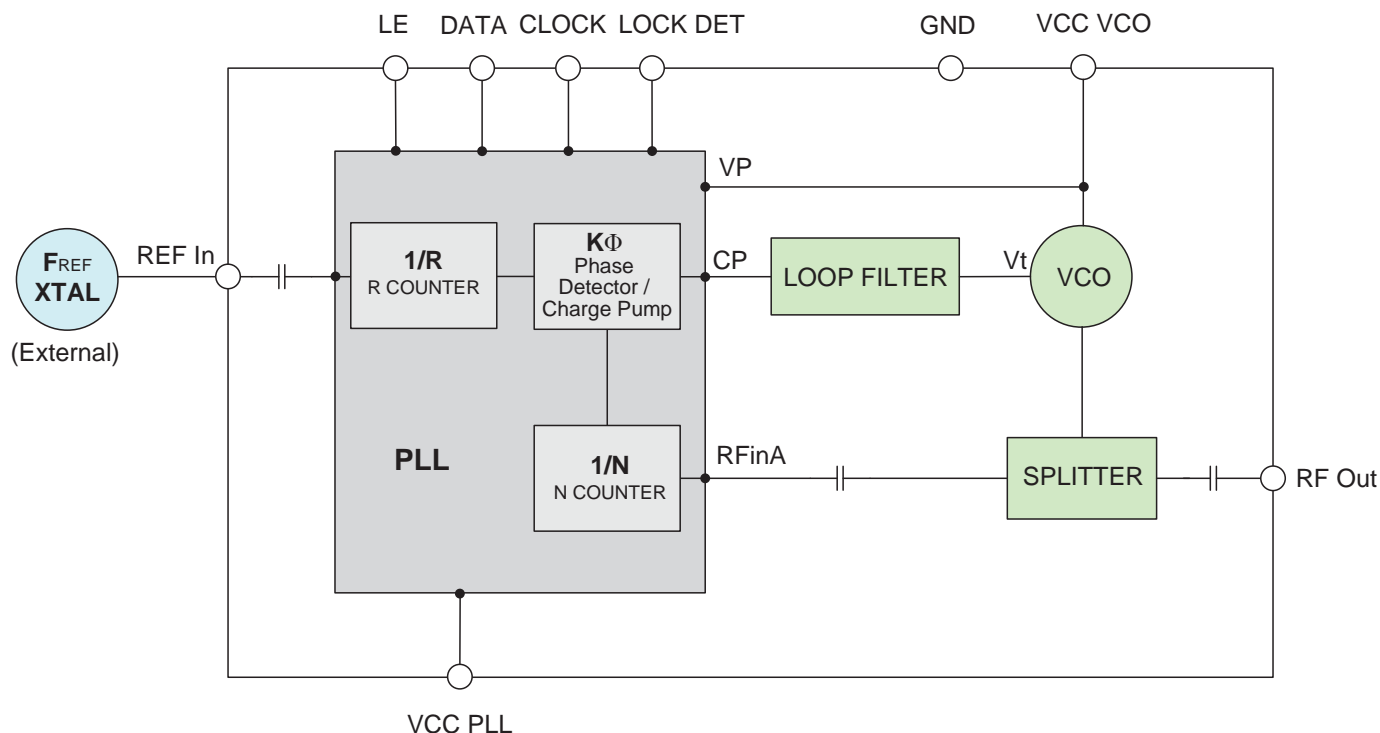 LE DATA CLOCK LOCK DET GND VCC VCO
VP
FREF
XTAL
(External)
REF In
1/R
R COUNTER
KΦ
Phase
Detector /
Charge Pump
CP
LOOP FILTER
Vt
VCO
PLL
1/N
N COUNTER
RFinA
SPLITTER
RF Out
VCC PLL